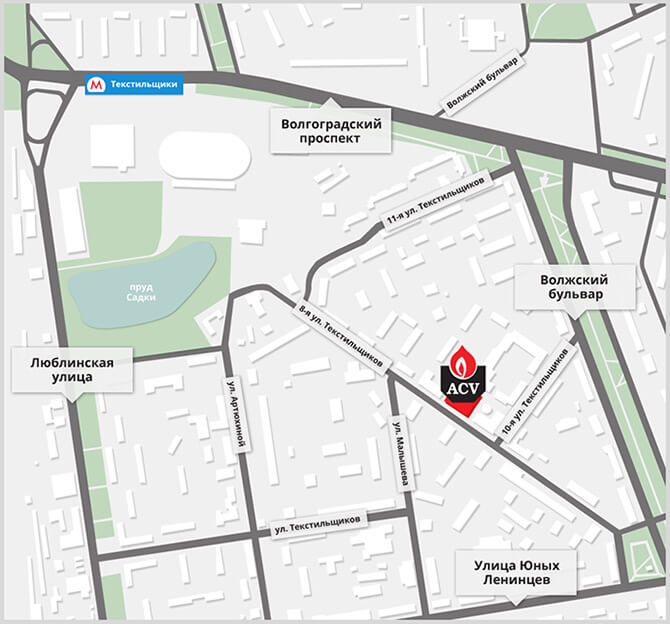 Волжский бульвар
М Текстильщики
Волгоградский
проспект
11-я ул. Текстильщиков
пруд
Садки
Волжский
бульвар
8-я ул. Текстильщиков
Люблинская
улица
ACV
10-я ул. Текстильщиков
ул. Артюхиной
ул. Малышева
ул. Текстильщиков
Улица Юных
Ленинцев